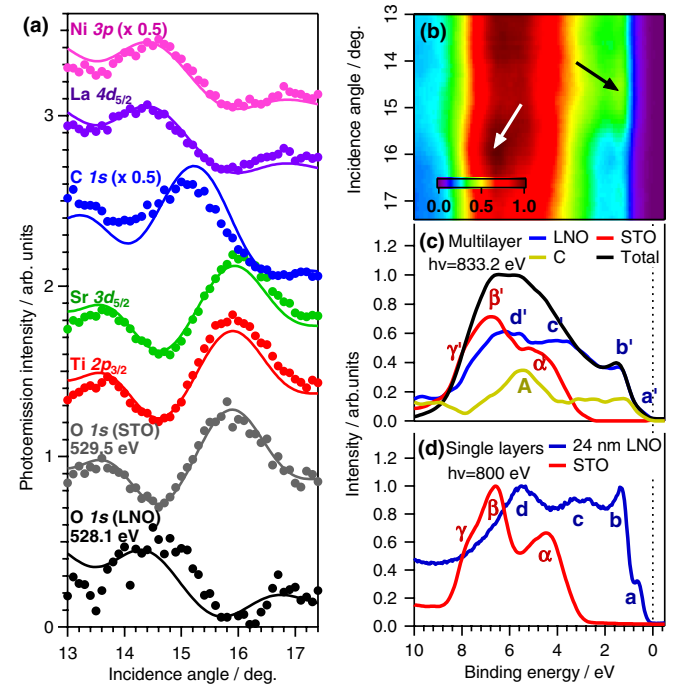 (a)
Ni 3p (x 0.5)
La 4d5/2
C 1s (x 0.5)
Sr 3d5/2
Ti 2p3/2
O 1s (STO)
529.5 eV
O 1s (LNO)
528.1 eV
Photoemission intensity / arb. units
3
2
1
0
13 14 15 16 17
Incidence angle / deg.
(b)
Incidence angle / deg.
13
14
15
16
17
0.0 0.5 1.0
(c) Multilayer
hν=833.2 eV
LNO STO
C Total
β'
d'
c'
γ'
α
b'
A
a'
1.2
1.0
0.8
0.6
0.4
0.2
0.0
Intensity / arb.units
(d) Single layers
hν=800 eV
24 nm LNO
STO
γ
β
d
c
b
α
a
1.2
1.0
0.8
0.6
0.4
0.2
0.0
10 8 6 4 2 0
Binding energy / eV